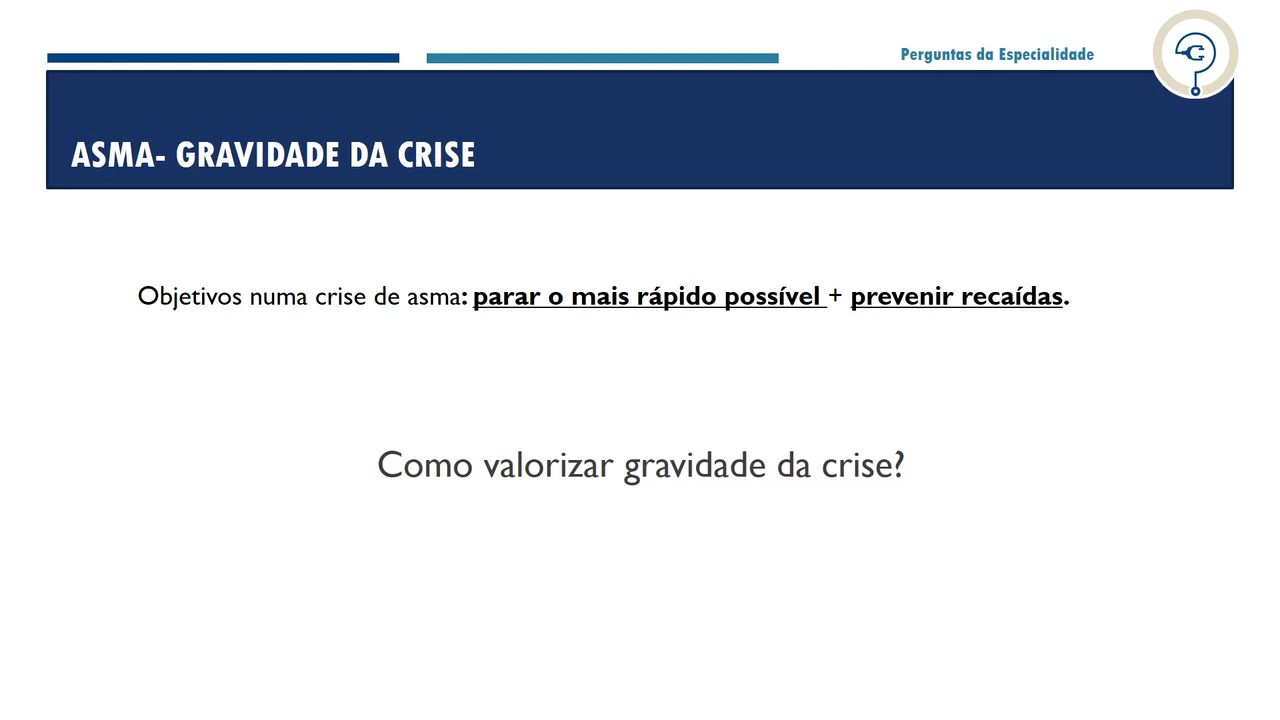 Perguntas da Especialidade
ASMA- GRAVIDADE DA CRISE
Objetivos numa crise de asma: parar o mais rápido possível + prevenir recaídas.
Como valorizar gravidade da crise?